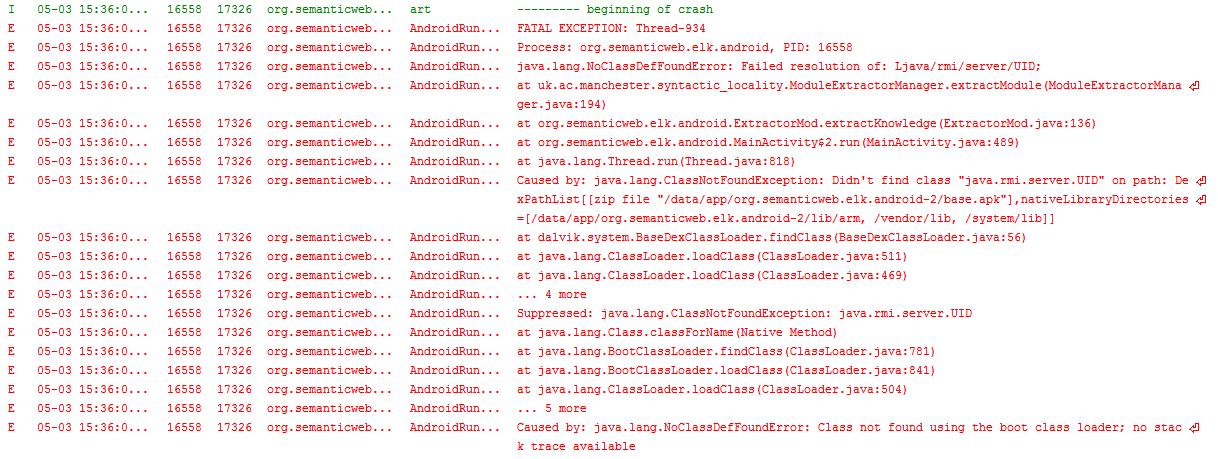 I 05-03 15:36:0... 16558 17326 org.semanticweb... art --------- beginning of crash
E 05-03 15:36:0... 16558 17326 org.semanticweb... AndroidRun... FATAL EXCEPTION: Thread-934
E 05-03 15:36:0... 16558 17326 org.semanticweb... AndroidRun... Process: org.semanticweb.elk.android, PID: 16558
E 05-03 15:36:0... 16558 17326 org.semanticweb... AndroidRun... java.lang.NoClassDefFoundError: Failed resolution of: Ljava/rmi/server/UID;
E 05-03 15:36:0... 16558 17326 org.semanticweb... AndroidRun... at uk.ac.manchester.syntactic_locality.ModuleExtractorManager.extractModule(ModuleExtractorMana
ger.java:194)
E 05-03 15:36:0... 16558 17326 org.semanticweb... AndroidRun... at org.semanticweb.elk.android.ExtractorMod.extractKnowledge(ExtractorMod.java:136)
E 05-03 15:36:0... 16558 17326 org.semanticweb... AndroidRun... at org.semanticweb.elk.android.MainActivity$2.run(MainActivity.java:489)
E 05-03 15:36:0... 16558 17326 org.semanticweb... AndroidRun... at java.lang.Thread.run(Thread.java:818)
E 05-03 15:36:0... 16558 17326 org.semanticweb... AndroidRun... Caused by: java.lang.ClassNotFoundException: Didn't find class "java.rmi.server.UID" on path: De
xPathList[[zip file "/data/app/org.semanticweb.elk.android-2/base.apk"],nativeLibraryDirectories
=[/data/app/org.semanticweb.elk.android-2/lib/arm, /vendor/lib, /system/lib]]
E 05-03 15:36:0... 16558 17326 org.semanticweb... AndroidRun... at dalvik.system.BaseDexClassLoader.findClass(BaseDexClassLoader.java:56)
E 05-03 15:36:0... 16558 17326 org.semanticweb... AndroidRun... at java.lang.ClassLoader.loadClass(ClassLoader.java:511)
E 05-03 15:36:0... 16558 17326 org.semanticweb... AndroidRun... at java.lang.ClassLoader.loadClass(ClassLoader.java:469)
E 05-03 15:36:0... 16558 17326 org.semanticweb... AndroidRun... ... 4 more
E 05-03 15:36:0... 16558 17326 org.semanticweb... AndroidRun... Suppressed: java.lang.ClassNotFoundException: java.rmi.server.UID
E 05-03 15:36:0... 16558 17326 org.semanticweb... AndroidRun... at java.lang.Class.classForName(Native Method)
E 05-03 15:36:0... 16558 17326 org.semanticweb... AndroidRun... at java.lang.BootClassLoader.findClass(ClassLoader.java:781)
E 05-03 15:36:0... 16558 17326 org.semanticweb... AndroidRun... at java.lang.BootClassLoader.loadClass(ClassLoader.java:841)
E 05-03 15:36:0... 16558 17326 org.semanticweb... AndroidRun... at java.lang.ClassLoader.loadClass(ClassLoader.java:504)
E 05-03 15:36:0... 16558 17326 org.semanticweb... AndroidRun... ... 5 more
E 05-03 15:36:0... 16558 17326 org.semanticweb... AndroidRun... Caused by: java.lang.NoClassDefFoundError: Class not found using the boot class loader; no stac
k trace available